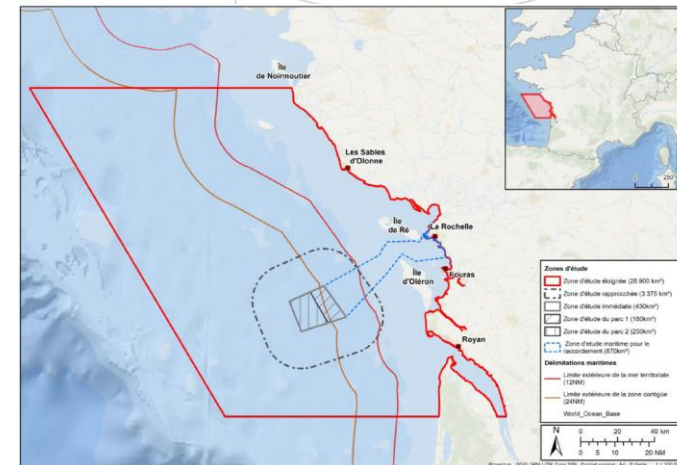 Île
de Noirmoutier
Les Sables
d'Olonne
Île
de Ré
La Rochelle
Île
d'Oléron
Fouras
Royan
250
Zones d'étude
Zone d'étude éloignée (26 900 km²)
Zone d'étude rapprochée (3 375 km²)
Zone d'étude immédiate (430km²)
Zone d'étude du parc 1 (180km²)
Zone d'étude du parc 2 (250km²)
Zone d'étude maritime pour le
raccordement (870km²)
Délimitations maritimes
Limite extérieure de la mer territoriale
(12NM)
Limite extérieure de la zone contigüe
(24NM)
World_Ocean_Base
N
0 20 40 km
0 5 10 20 NM